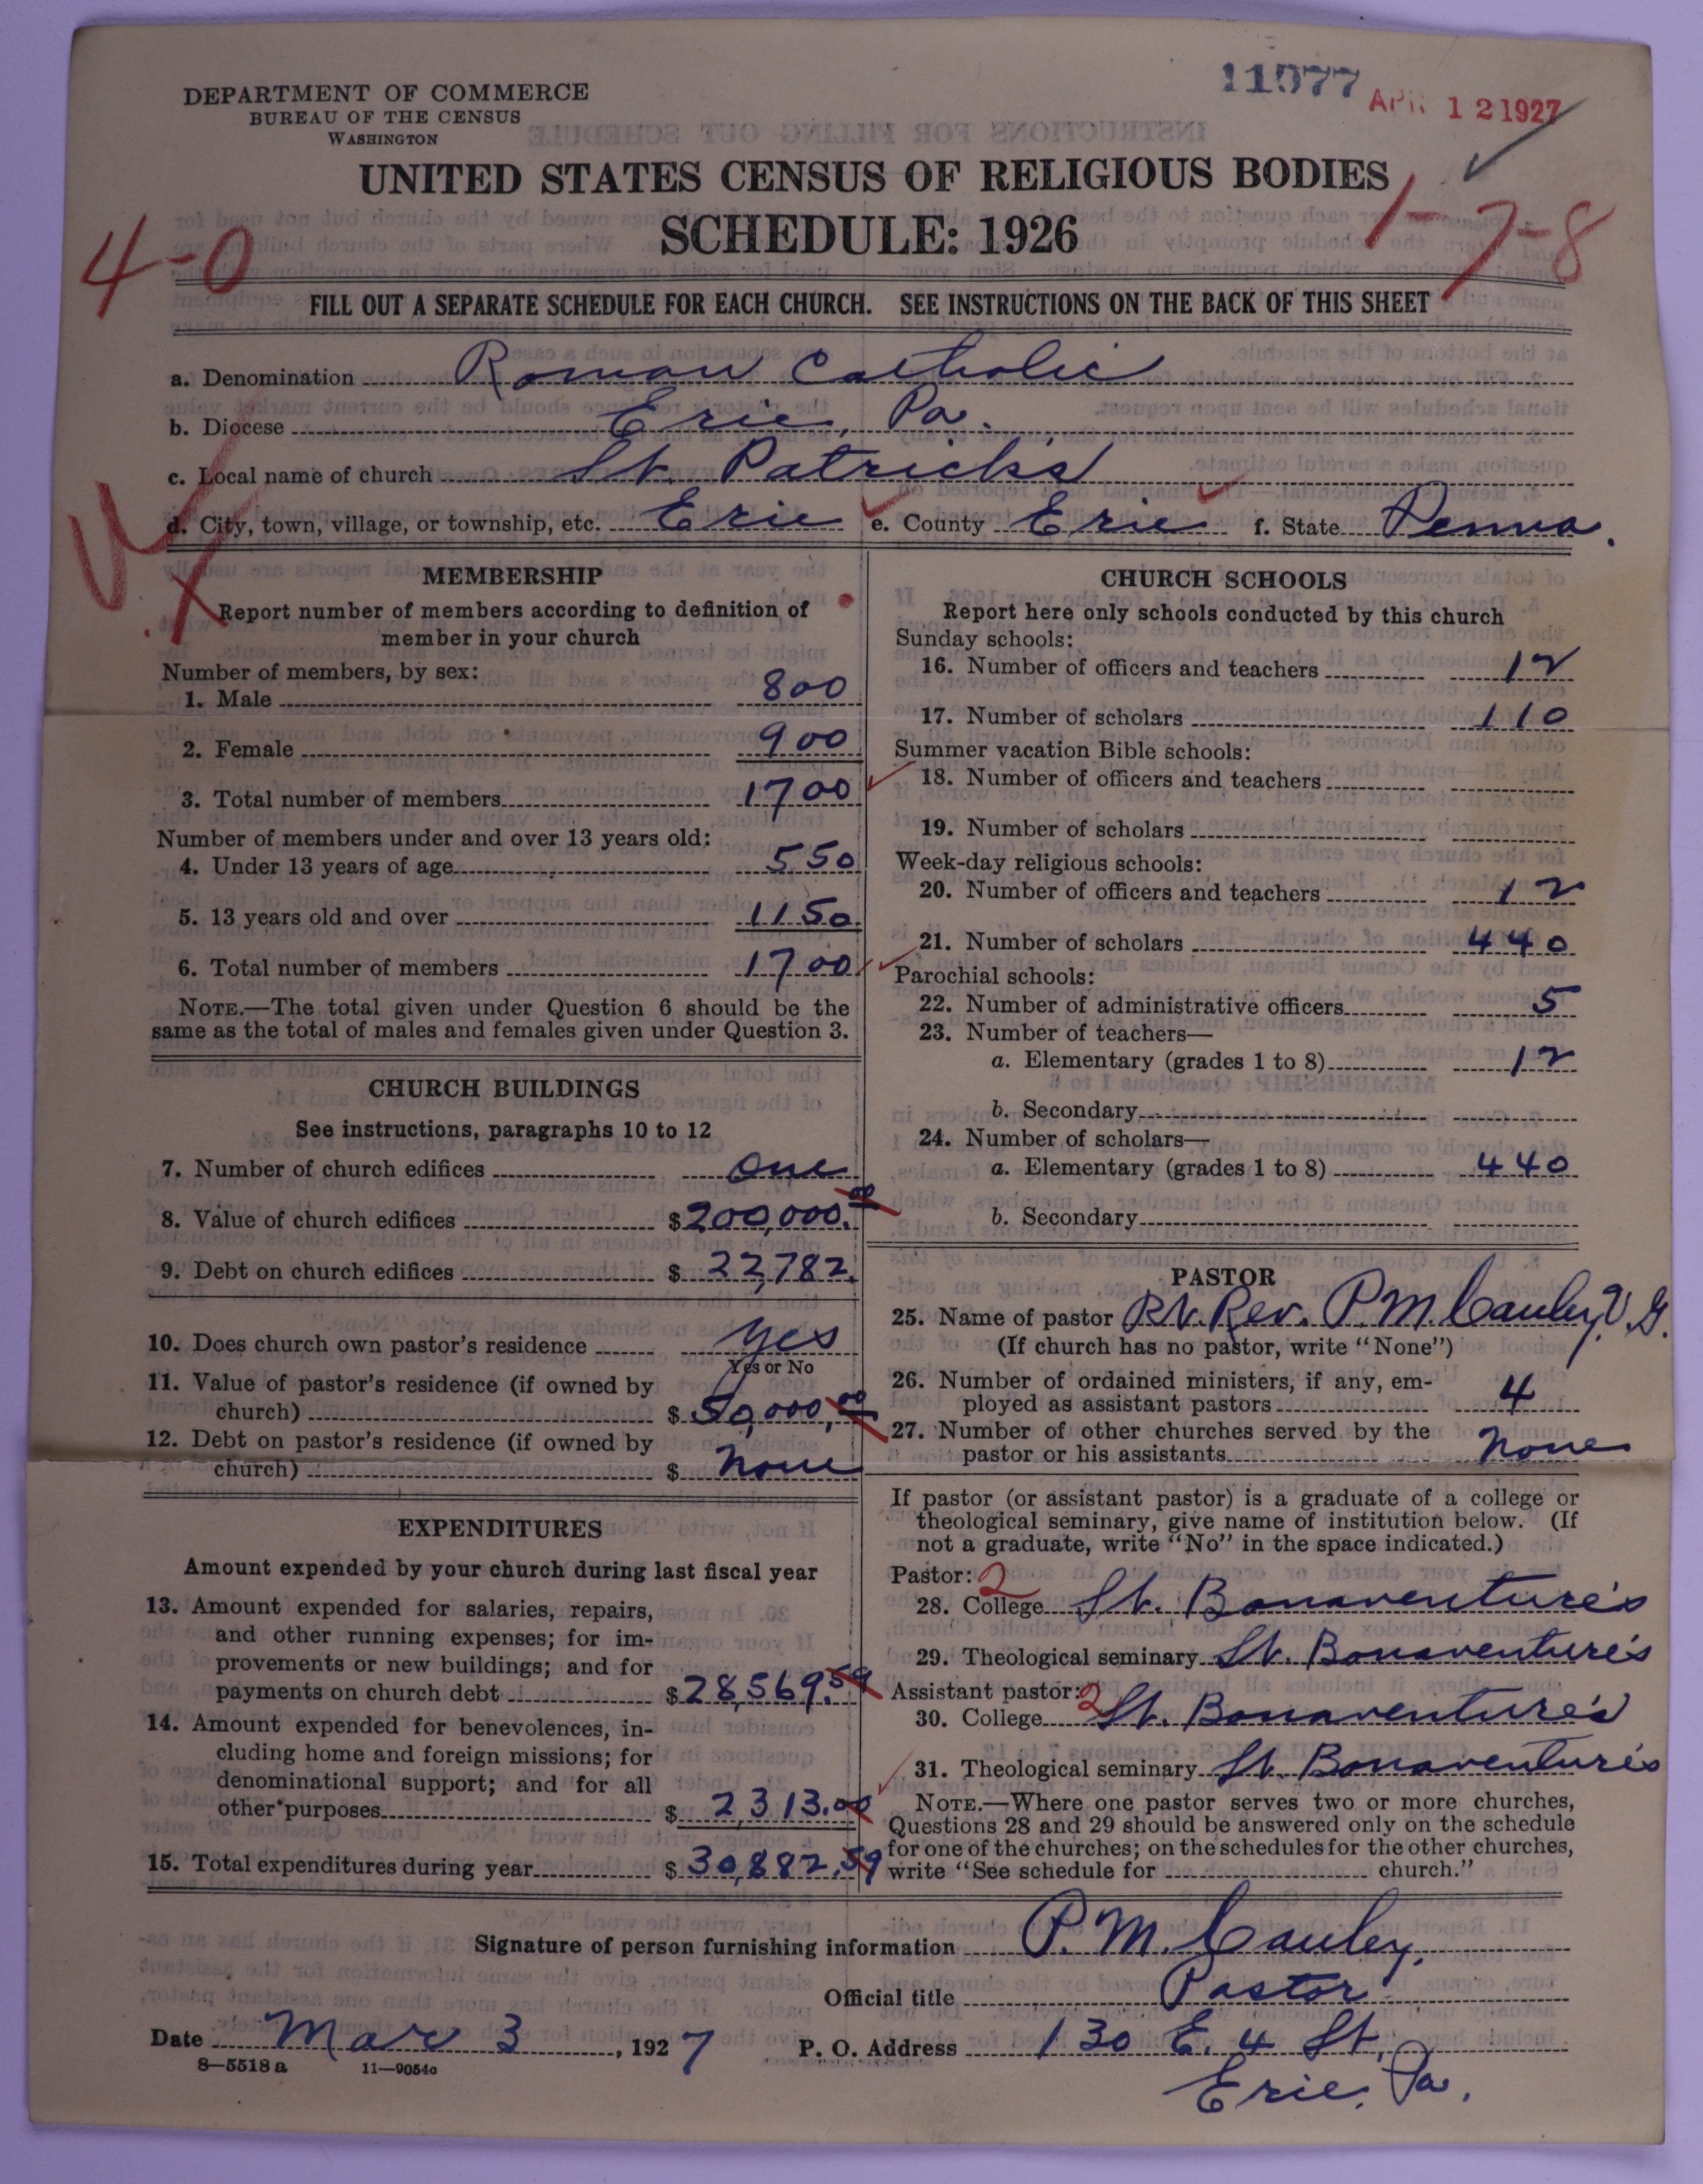 DEPARTMENT OF COMMERCE
BUREAU OF THE CENSUS
WASHINGTON
11577
APR 12 1927
UNITED STATES CENSUS OF RELIGIOUS BODIES
SCHEDULE: 1926
4-0
1-7-8
FILL OUT A SEPARATE SCHEDULE FOR EACH CHURCH. SEE INSTRUCTIONS ON THE BACK OF THIS SHEET
a. Denomination Roman Catholic
b. Diocese Erie, Pa.
c. Local name of church St. Patrick's
d. City, town, village, or township, etc. Erie e. County Erie f. State Penna.
MEMBERSHIP
Report number of members according to definition of
member in your church
Number of members, by sex:
1. Male 800
2. Female 900
3. Total number of members 1700
Number of members under and over 13 years old:
4. Under 13 years of age 550
5. 13 years old and over 1150
6. Total number of members 1700
NOTE.—The total given under Question 6 should be the
same as the total of males and females given under Question 3.
CHURCH BUILDINGS
See instructions, paragraphs 10 to 12
7. Number of church edifices One
8. Value of church edifices $200,000.00
9. Debt on church edifices $22,782.
10. Does church own pastor's residence yes
Yes or No
11. Value of pastor's residence (if owned by
church) $50,000,00
12. Debt on pastor's residence (if owned by
church) $ None
EXPENDITURES
Amount expended by your church during last fiscal year
13. Amount expended for salaries, repairs,
and other running expenses; for im-
provements or new buildings; and for
payments on church debt $28,569.59
14. Amount expended for benevolences, in-
cluding home and foreign missions; for
denominational support; and for all
other purposes $2,313.00
15. Total expenditures during year $30,882,59
CHURCH SCHOOLS
Report here only schools conducted by this church
Sunday schools:
16. Number of officers and teachers 12
17. Number of scholars 110
Summer vacation Bible schools:
18. Number of officers and teachers
19. Number of scholars
Week-day religious schools:
20. Number of officers and teachers 12
21. Number of scholars 440
Parochial schools:
22. Number of administrative officers 5
23. Number of teachers—
a. Elementary (grades 1 to 8) 12
b. Secondary
24. Number of scholars—
a. Elementary (grades 1 to 8) 440
b. Secondary
PASTOR
25. Name of pastor Rt. Rev. P. M. Cauley, V. G.
(If church has no pastor, write "None")
26. Number of ordained ministers, if any, em-
ployed as assistant pastors 4
27. Number of other churches served by the
pastor or his assistants None
If pastor (or assistant pastor) is a graduate of a college or
theological seminary, give name of institution below. (If
not a graduate, write "No" in the space indicated.)
Pastor: 2
28. College St. Bonaventure's
29. Theological seminary St. Bonaventure's
Assistant pastor: 2
30. College St. Bonaventure's
31. Theological seminary St. Bonaventure's
NOTE.—Where one pastor serves two or more churches,
Questions 28 and 29 should be answered only on the schedule
for one of the churches; on the schedules for the other churches,
write "See schedule for church."
Signature of person furnishing information P. M. Cauley,
Official title Pastor
Date Mar 3, 1927 P. O. Address 130 E. 4 St,
Erie, Pa.
8—5518 a 11—9054c